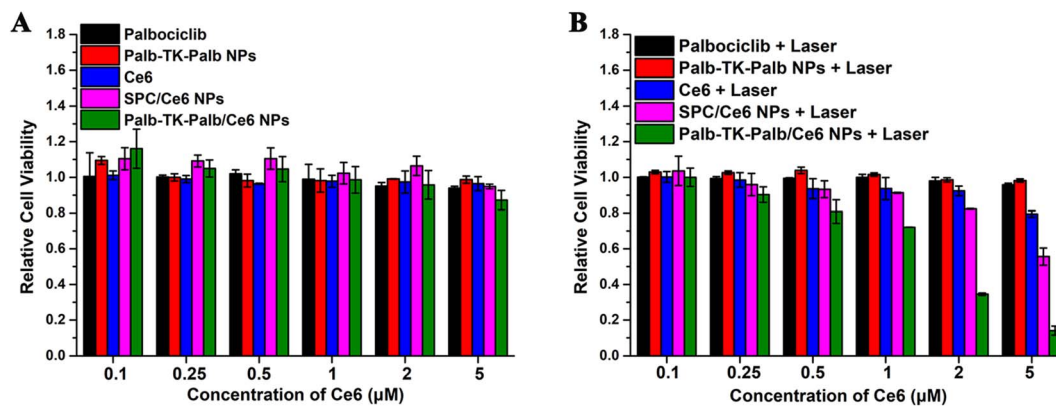 A
1.8
1.6
1.4
1.2
1.0
0.8
0.6
0.4
0.2
0.0
Relative Cell Viability
Palbociclib
Palb-TK-Palb NPs
Ce6
SPC/Ce6 NPs
Palb-TK-Palb/Ce6 NPs
0.1 0.25 0.5 1 2 5
Concentration of Ce6 (µM)
B
1.8
1.6
1.4
1.2
1.0
0.8
0.6
0.4
0.2
0.0
Relative Cell Viability
Palbociclib + Laser
Palb-TK-Palb NPs + Laser
Ce6 + Laser
SPC/Ce6 NPs + Laser
Palb-TK-Palb/Ce6 NPs + Laser
0.1 0.25 0.5 1 2 5
Concentration of Ce6 (µM)